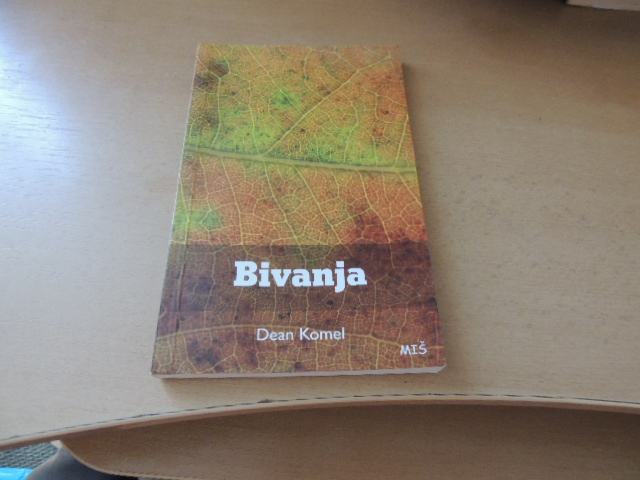 Bivanja
Dean Komel
MIŠ